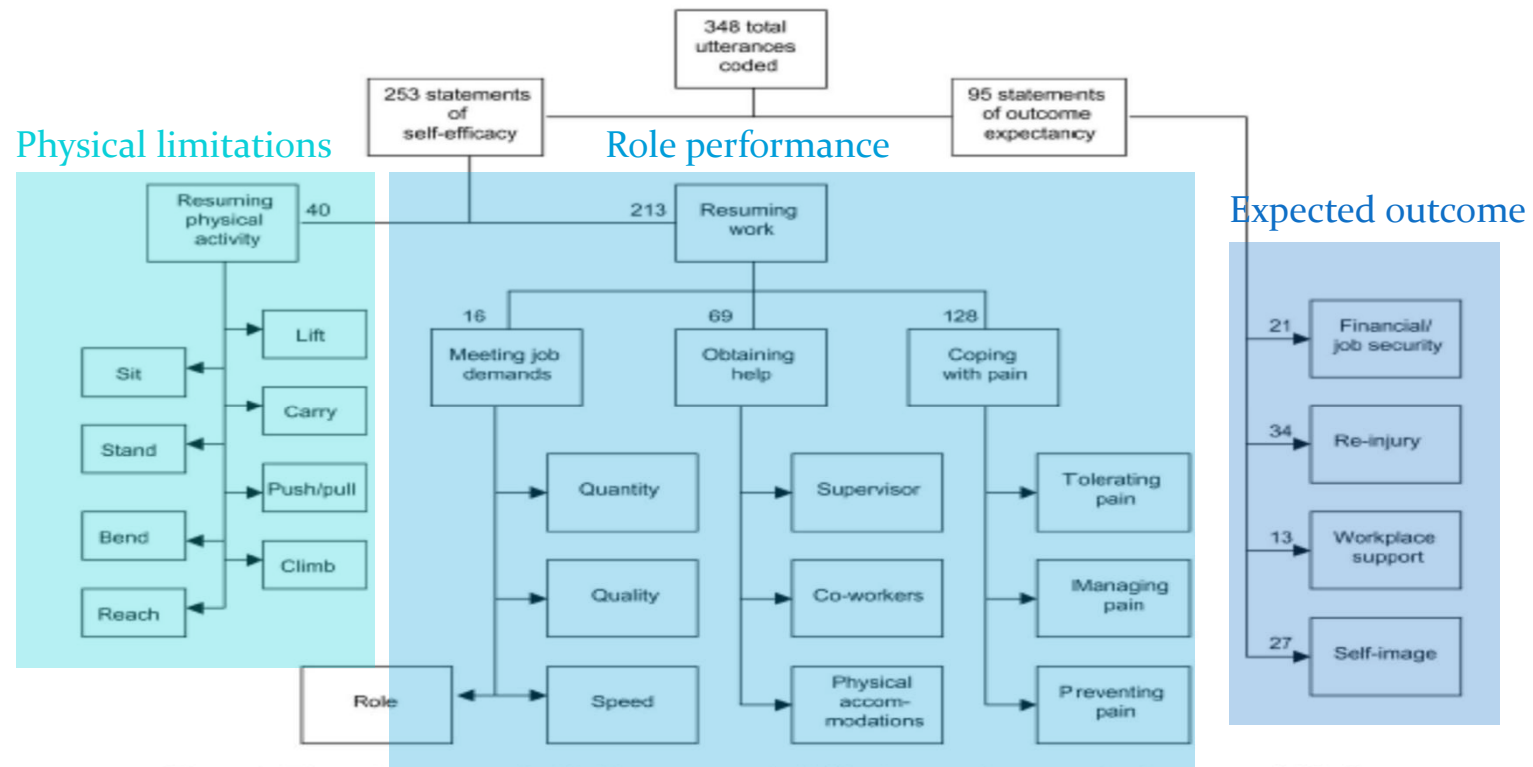 348 total
utterances
coded
253 statements
of
self-efficacy
95 statements
of outcome
expectancy
Physical limitations
Role performance
Expected outcome
Resuming
physical
activity
40
213
Resuming
work
Lift
Sit
Carry
Stand
Push/pull
Bend
Climb
Reach
16
Meeting job
demands
69
Obtaining
help
128
Coping
with pain
Quantity
Quality
Role
Speed
Supervisor
Co-workers
Physical
accom-
modations
Tolerating
pain
Managing
pain
Preventing
pain
21
Financial/
job security
34
Re-injury
13
Workplace
support
27
Self-image